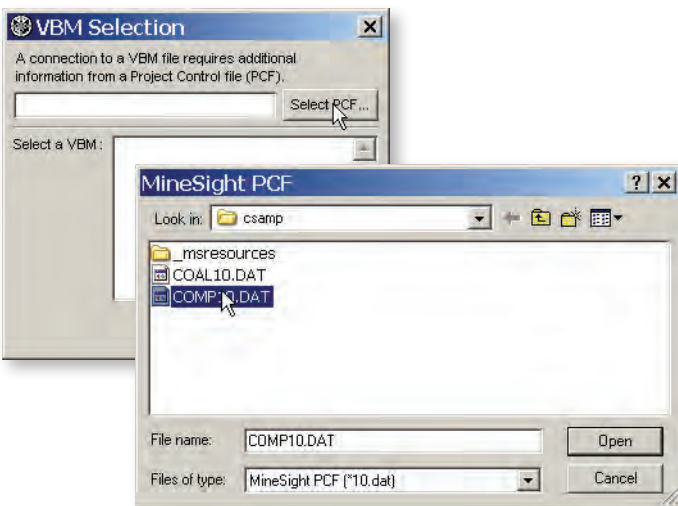 VBM Selection
A connection to a VBM file requires additional
information from a Project Control file (PCF).
Select PCF...
Select a VBM:
MineSight PCF
Look in: csamp
_msresources
COAL10.DAT
COMP10.DAT
File name: COMP10.DAT
Open
Files of type: MineSight PCF (*10.dat)
Cancel